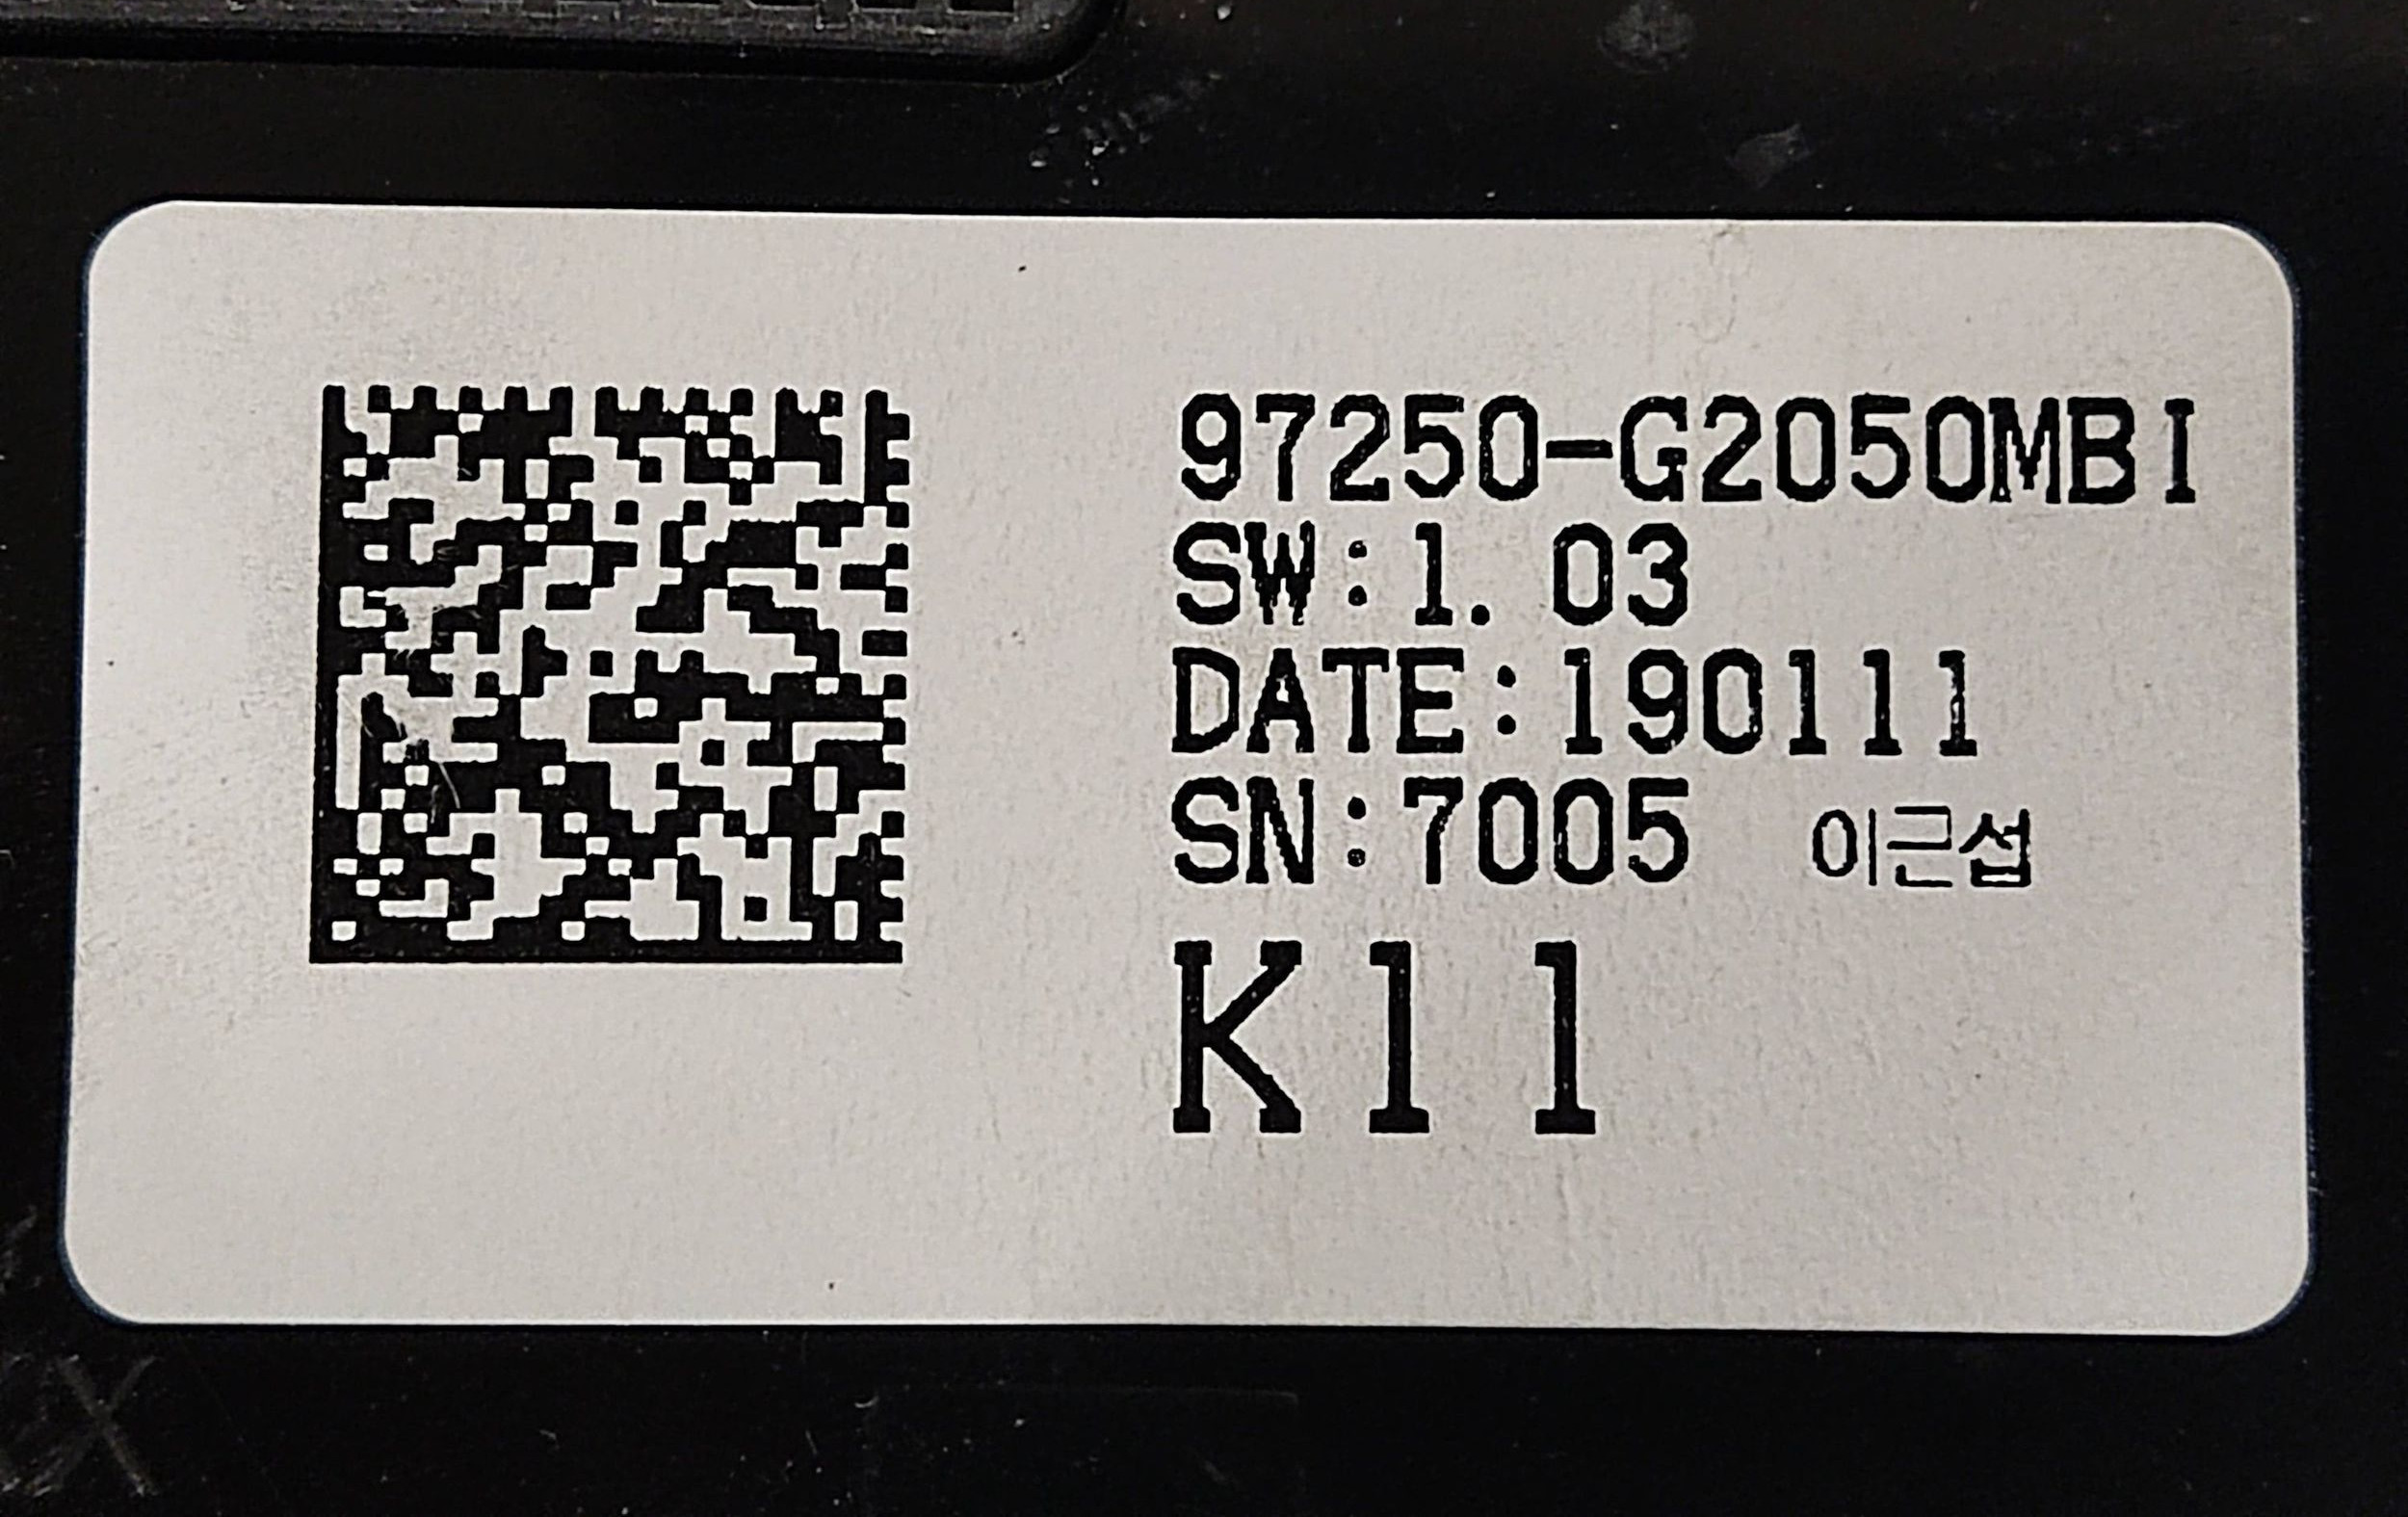 97250-G2050MBI
SW:1.03
DATE:190111
SN:7005 이근섭
K11